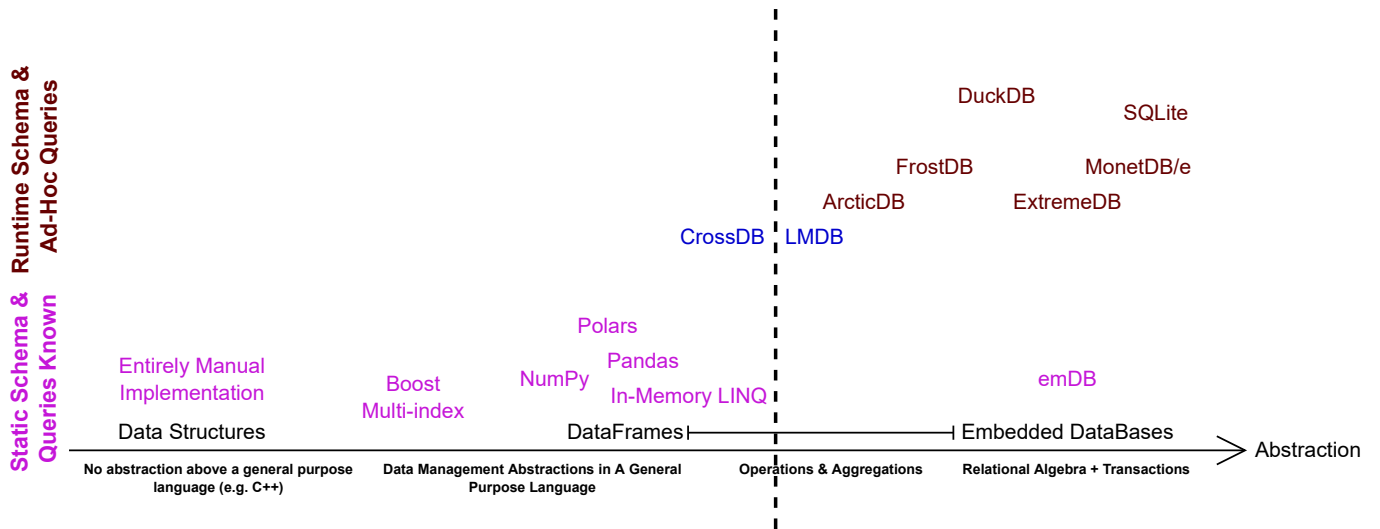 Runtime Schema &
Ad-Hoc Queries
Static Schema &
Queries Known
DuckDB
SQLite
FrostDB
MonetDB/e
ArcticDB
ExtremeDB
CrossDB
LMDB
Polars
Pandas
Entirely Manual
Implementation
Boost
Multi-index
NumPy
In-Memory LINQ
emDB
Data Structures
DataFrames
Embedded DataBases
Abstraction
No abstraction above a general purpose
language (e.g. C++)
Data Management Abstractions in A General
Purpose Language
Operations & Aggregations
Relational Algebra + Transactions